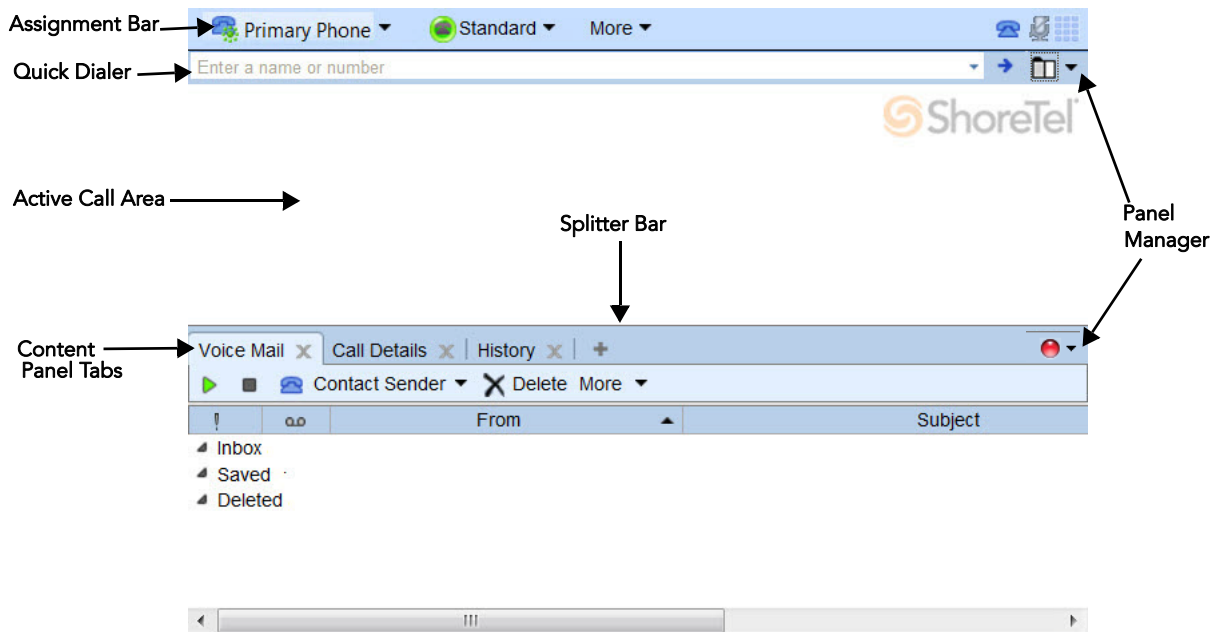 Assignment Bar
Primary Phone
Standard
More
Quick Dialer
Enter a name or number
ShoreTel
Active Call Area
Splitter Bar
Panel
Manager
Content
Panel Tabs
Voice Mail
Call Details
History
Contact Sender
Delete
More
From
Subject
Inbox
Saved
Deleted